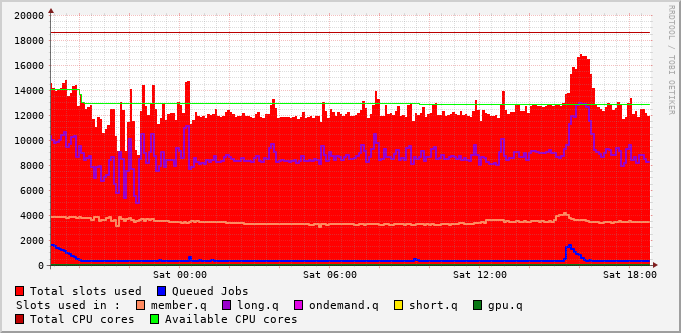 20000
18000
16000
14000
12000
10000
8000
6000
4000
2000
0
Sat 00:00 Sat 06:00 Sat 12:00 Sat 18:00
RRDTOOL / TOBI OETIKER
Total slots used Queued Jobs
Slots used in : member.q long.q ondemand.q short.q gpu.q
Total CPU cores Available CPU cores